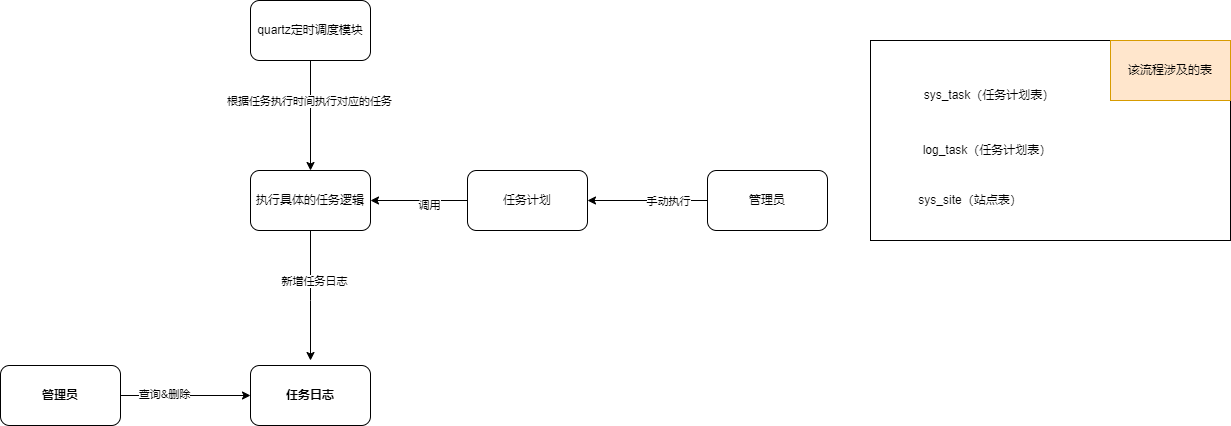 quartz定时调度模块
根据任务执行时间执行对应的任务
执行具体的任务逻辑
调用
任务计划
手动执行
管理员
新增任务日志
管理员
查询&删除
任务日志
该流程涉及的表
sys_task（任务计划表）
log_task（任务计划表）
sys_site（站点表）